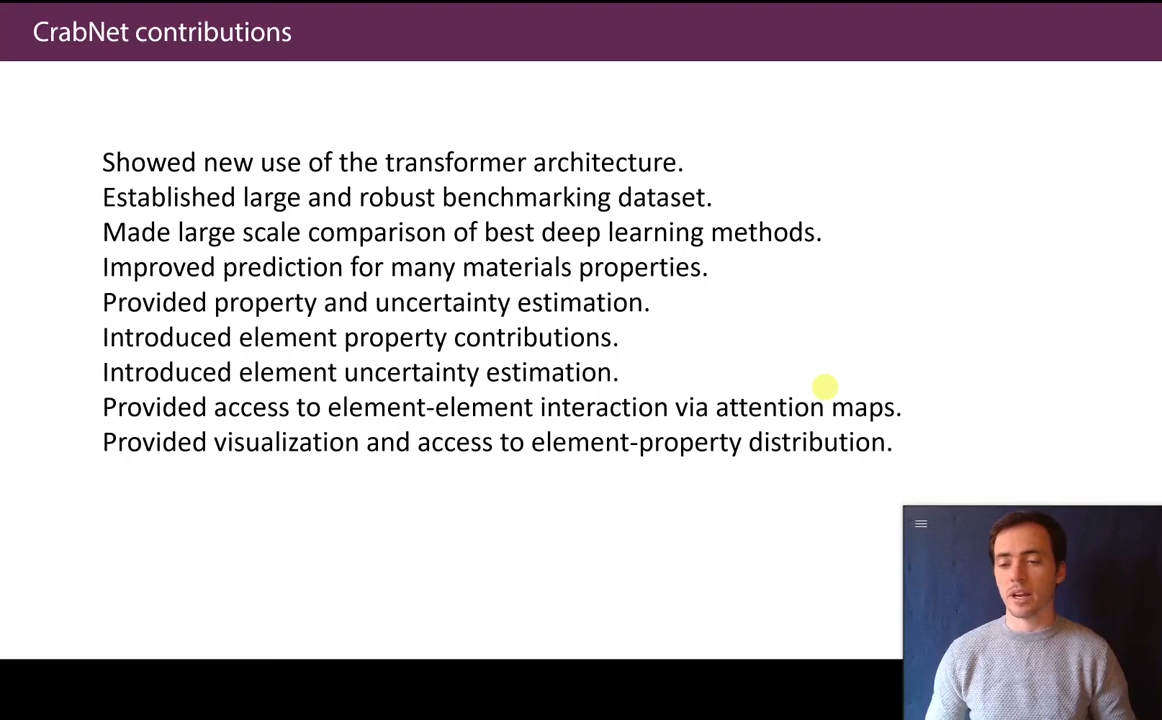 CrabNet contributions
Showed new use of the transformer architecture.
Established large and robust benchmarking dataset.
Made large scale comparison of best deep learning methods.
Improved prediction for many materials properties.
Provided property and uncertainty estimation.
Introduced element property contributions.
Introduced element uncertainty estimation.
Provided access to element-element interaction via attention maps.
Provided visualization and access to element-property distribution.